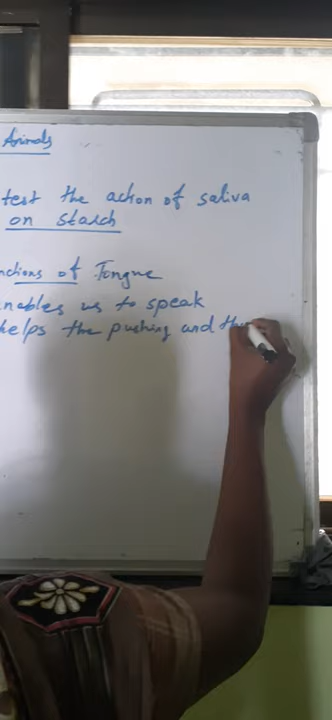 Animals
test the action of saliva
on starch
nctions of Tongue
nables us to speak
helps the pushing and